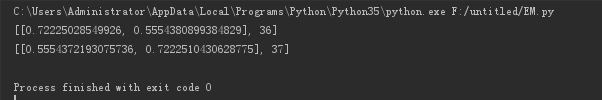 C:\Users\Administrator\AppData\Local\Programs\Python\Python35\python.exe F:/untitled/EM.py
[[0.72225028549926, 0.5554380899384829], 36]
[[0.5554372193075736, 0.7222510430628775], 37]
Process finished with exit code 0